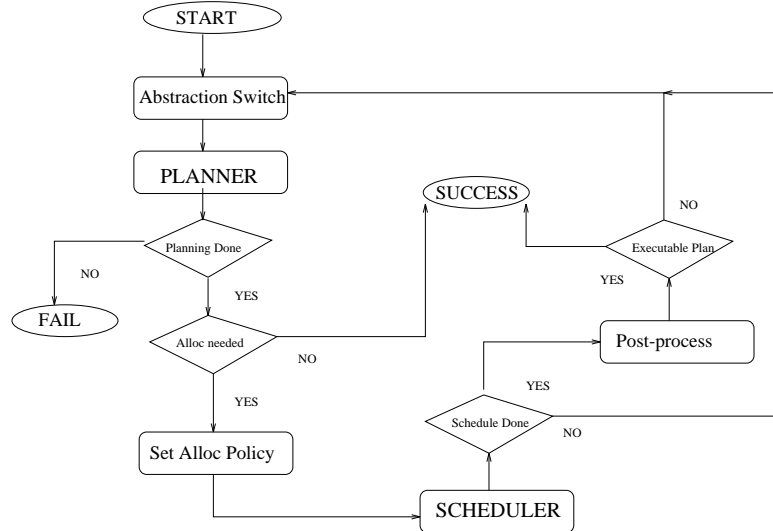 START
Abstraction Switch
PLANNER
SUCCESS
NO
Planning Done
Executable Plan
NO
YES
YES
FAIL
Alloc needed
NO
Post-process
YES
YES
Schedule Done
NO
Set Alloc Policy
SCHEDULER